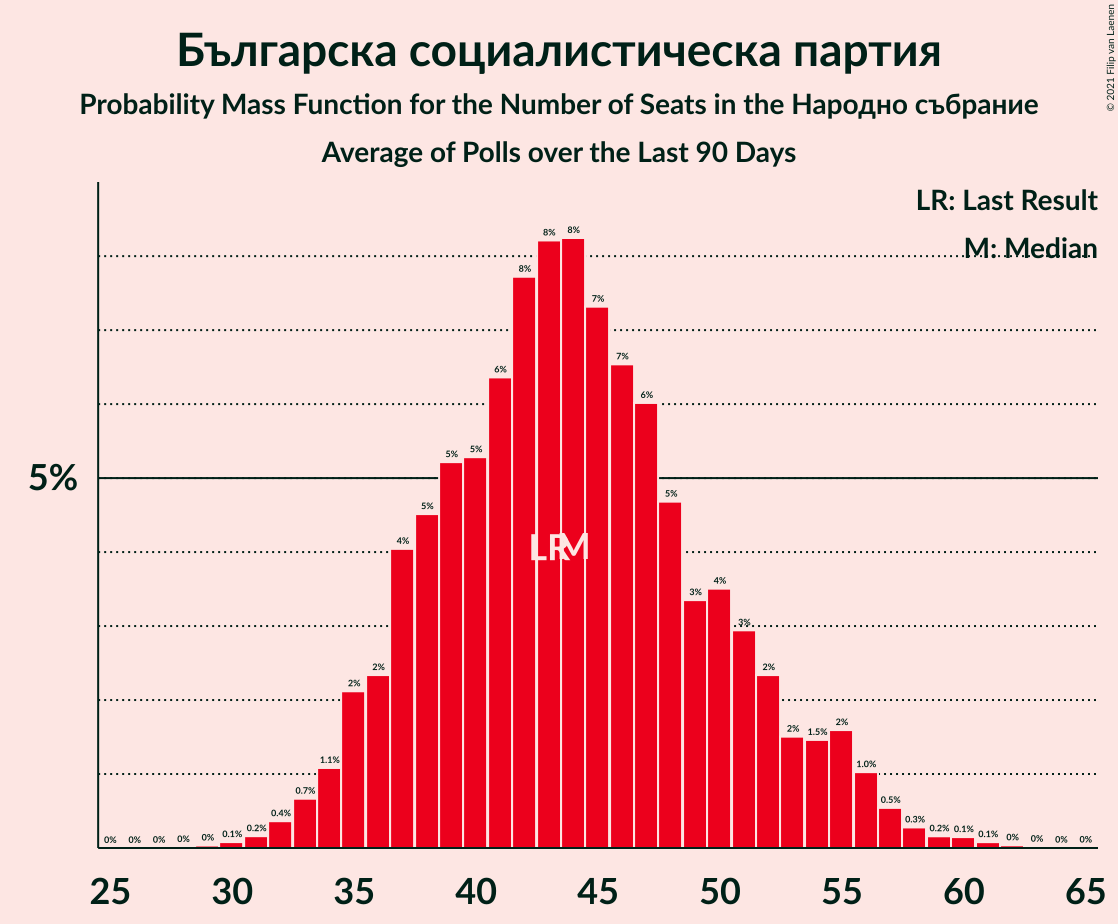 Българска социалистическа партия
Probability Mass Function for the Number of Seats in the Народно събрание
Average of Polls over the Last 90 Days
© 2021 Filip van Laenen
LR: Last Result
M: Median
5%
0% 0% 0% 0% 0% 0.1% 0.2% 0.4% 0.7% 1.1% 2% 2% 4% 5% 5% 5% 6% 8% 8% 8% 7% 7% 6% 5% 3% 4% 3% 2% 2% 1.5% 2% 1.0% 0.5% 0.3% 0.2% 0.1% 0.1% 0% 0% 0% 0%
LR M
25 30 35 40 45 50 55 60 65